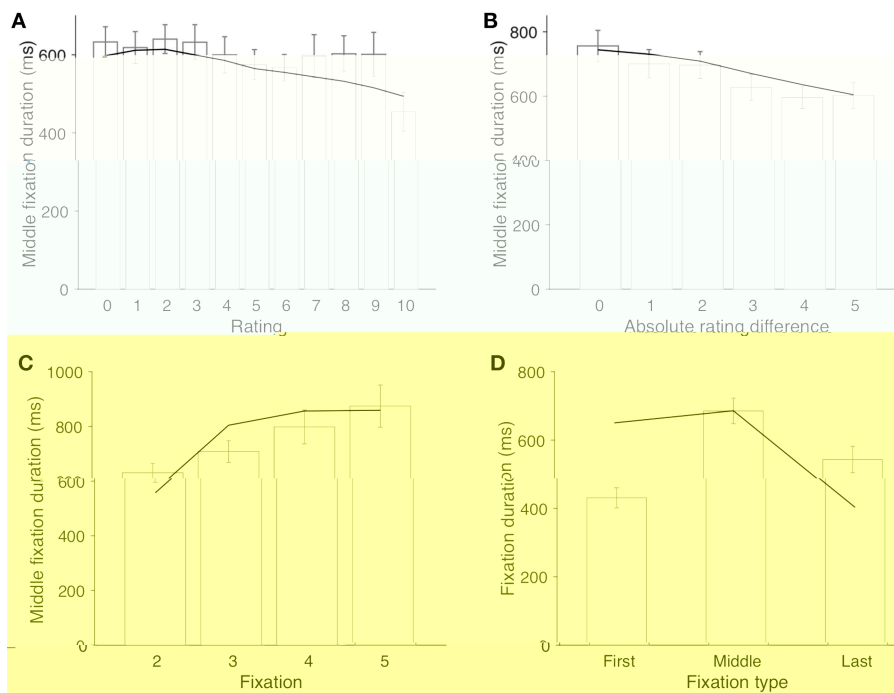 A
Middle fixation duration (ms)
600
400
200
0
0 1 2 3 4 5 6 7 8 9 10
Rating
B
Middle fixation duration (ms)
800
600
400
200
0
0 1 2 3 4 5
Absolute rating difference
C
Middle fixation duration (ms)
1000
800
600
400
200
0
2 3 4 5
Fixation
D
Fixation duration (ms)
800
600
400
200
0
First Middle Last
Fixation type